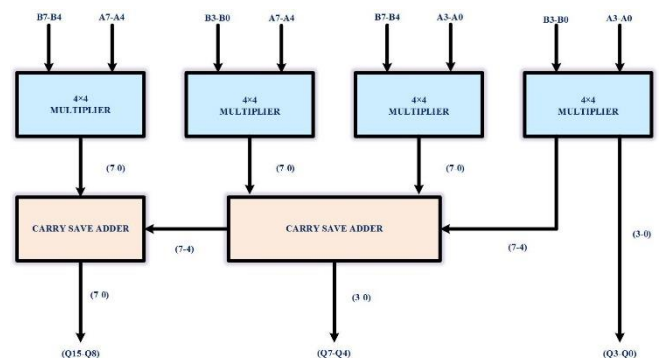 B7-B4 A7-A4 B3-B0 A7-A4 B7-B4 A3-A0 B3-B0 A3-A0
4×4
MULTIPLIER
4×4
MULTIPLIER
4×4
MULTIPLIER
4×4
MULTIPLIER
(7 0) (7 0) (7 0)
CARRY SAVE ADDER
CARRY SAVE ADDER
(7-4) (7-4) (3-0)
(7 0) (3 0)
(Q15-Q8) (Q7-Q4) (Q3-Q0)